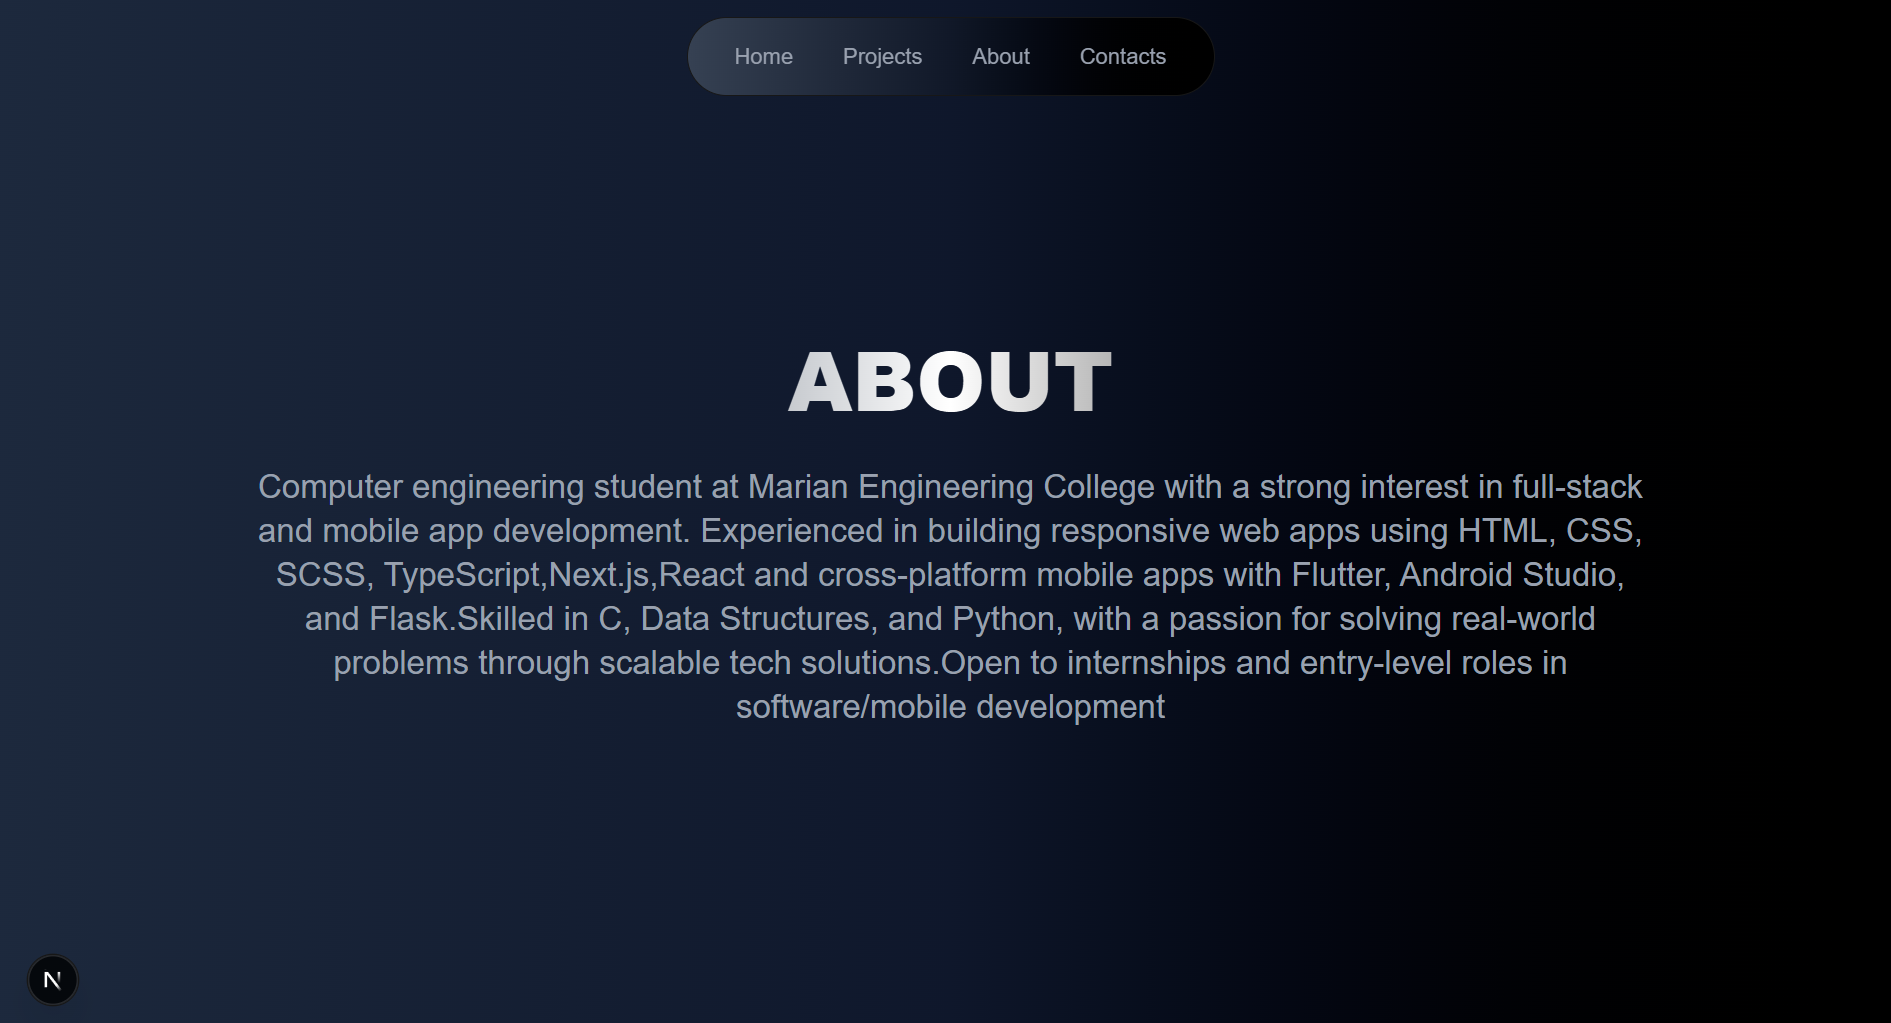 Home Projects About Contacts
ABOUT
Computer engineering student at Marian Engineering College with a strong interest in full-stack
and mobile app development. Experienced in building responsive web apps using HTML, CSS,
SCSS, TypeScript,Next.js,React and cross-platform mobile apps with Flutter, Android Studio,
and Flask.Skilled in C, Data Structures, and Python, with a passion for solving real-world
problems through scalable tech solutions.Open to internships and entry-level roles in
software/mobile development
N